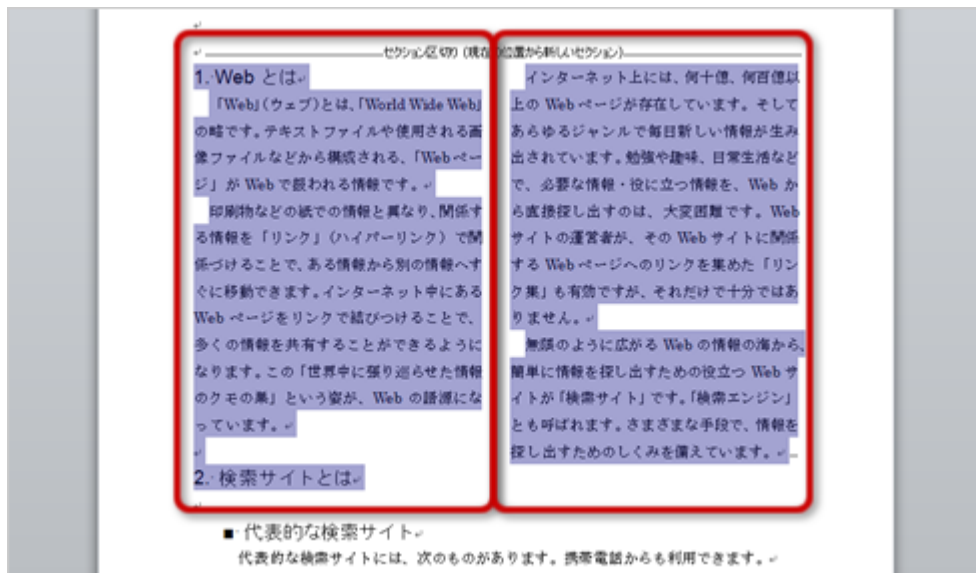 セクション区切り (現在の位置から新しいセクション)
1. Web とは
「Web」(ウェブ)とは、「World Wide Web」
の略です。テキストファイルや使用される画
像ファイルなどから構成される、「Web ペー
ジ」が Web で扱われる情報です。
印刷物などの紙での情報と異なり、関係す
る情報を「リンク」(ハイパーリンク)で関
係づけることで、ある情報から別の情報へす
ぐに移動できます。インターネット中にある
Web ページをリンクで結びつけることで、
多くの情報を共有することができるように
なります。この「世界中に張り巡らせた情報
のクモの巣」という姿が、Web の語源にな
っています。
2. 検索サイトとは
インターネット上には、何十億、何百億以
上の Web ページが存在しています。そして
あらゆるジャンルで毎日新しい情報が生み
出されています。勉強や趣味、日常生活など
で、必要な情報・役に立つ情報を、Web か
ら直接探し出すのは、大変困難です。Web
サイトの運営者が、その Web サイトに関係
する Web ページへのリンクを集めた「リン
ク集」も有効ですが、それだけで十分ではあ
りません。
無限のように広がる Web の情報の海から、
簡単に情報を探し出すための役立つ Web サ
イトが「検索サイト」です。「検索エンジン」
とも呼ばれます。さまざまな手段で、情報を
探し出すためのしくみを備えています。
■ 代表的な検索サイト
代表的な検索サイトには、次のものがあります。携帯電話からも利用できます。